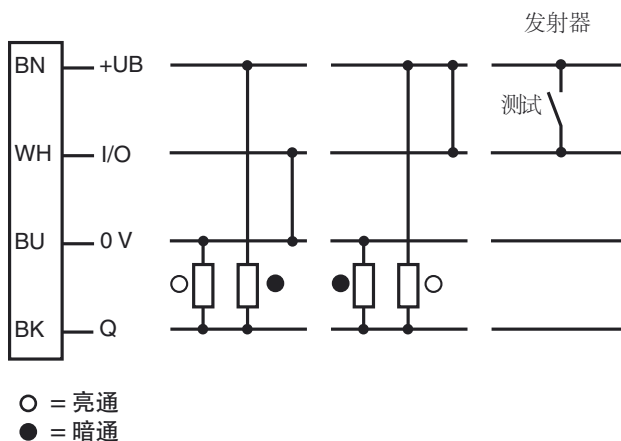 发射器
BN +UB
测试
WH I/O
BU 0 V
BK Q
= 亮通
= 暗通